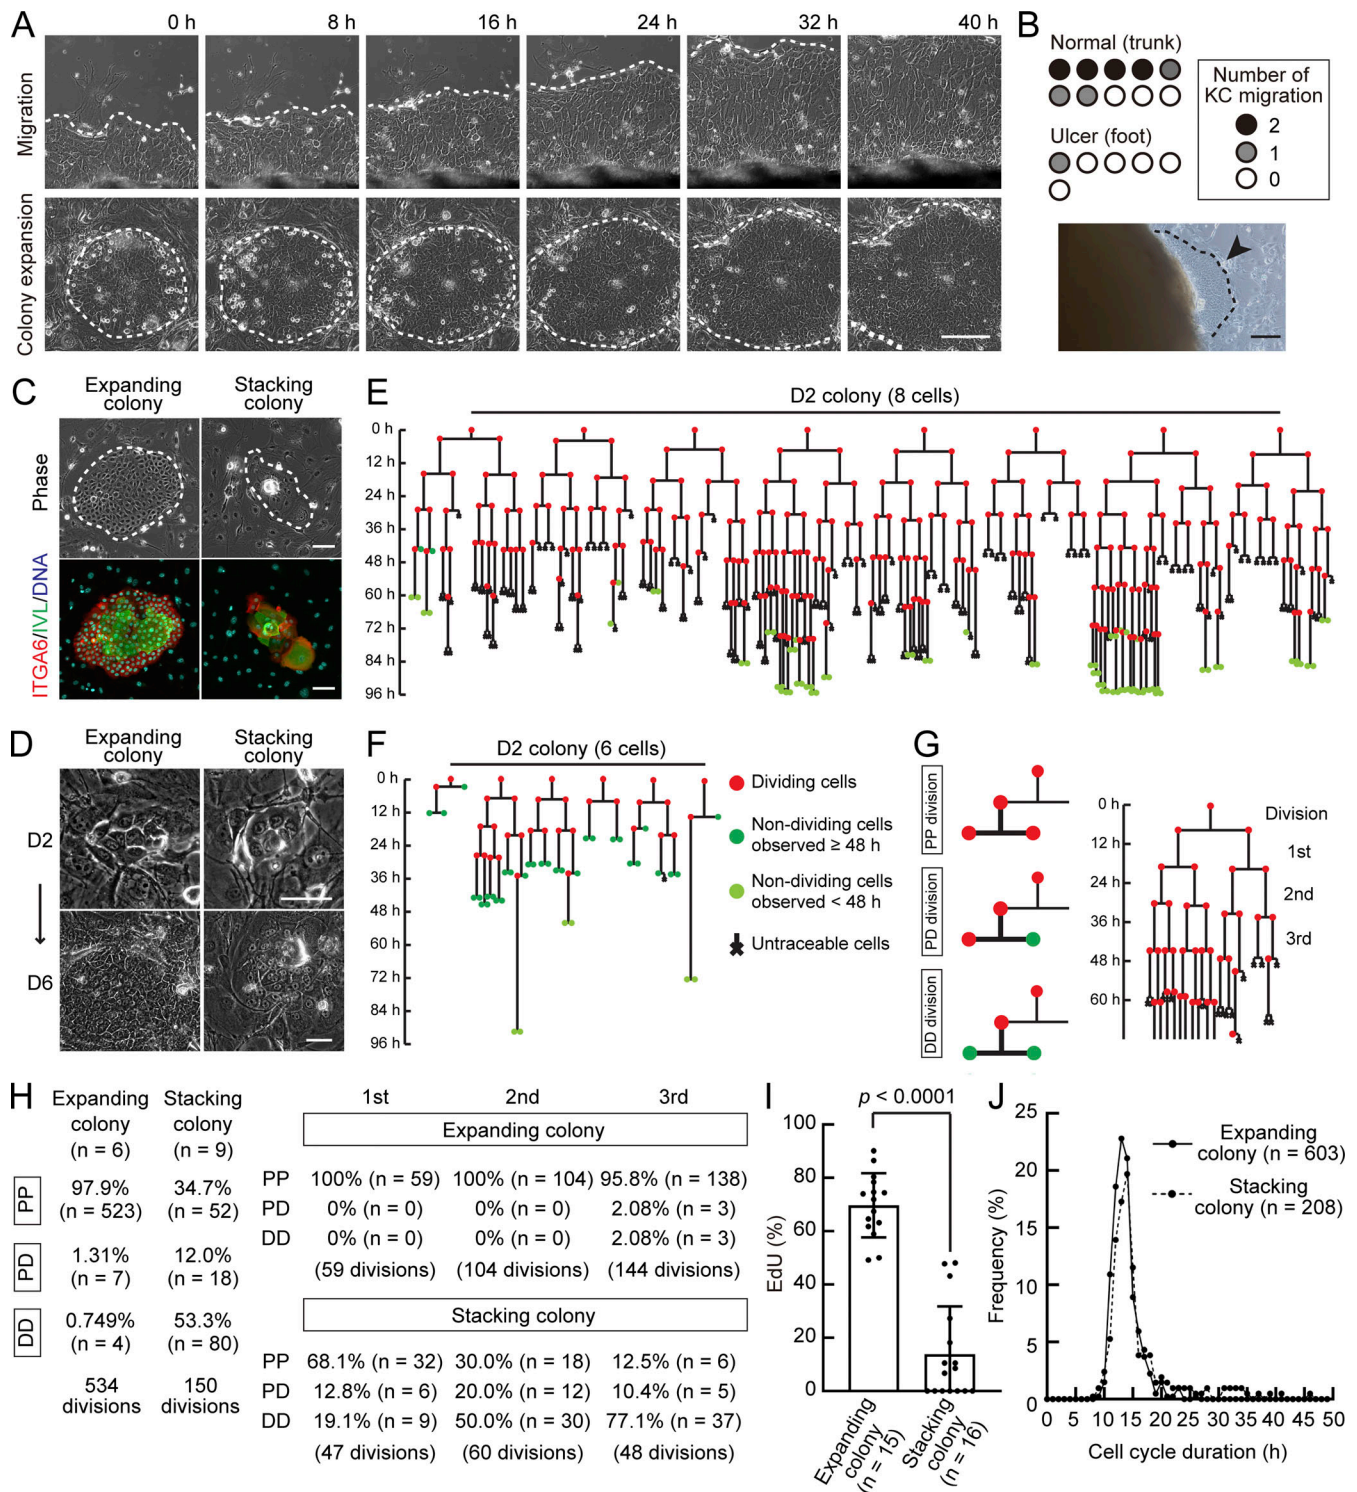 A
0 h
8 h
16 h
24 h
32 h
40 h
Migration
Colony expansion
B
Normal (trunk)
Ulcer (foot)
Number of
KC migration
2
1
0
C
Expanding
colony
Stacking
colony
Phase
ITGA6/IVL/DNA
D
Expanding
colony
Stacking
colony
D2
D6
E
D2 colony (8 cells)
0 h
12 h
24 h
36 h
48 h
60 h
72 h
84 h
96 h
F
D2 colony (6 cells)
0 h
12 h
24 h
36 h
48 h
60 h
72 h
84 h
96 h
Dividing cells
Non-dividing cells
observed ≥ 48 h
Non-dividing cells
observed < 48 h
Untraceable cells
G
PP division
PD division
DD division
0 h
12 h
24 h
36 h
48 h
60 h
Division
1st
2nd
3rd
H
Expanding
colony
(n = 6)
Stacking
colony
(n = 9)
PP
97.9%
(n = 523)
34.7%
(n = 52)
PD
1.31%
(n = 7)
12.0%
(n = 18)
DD
0.749%
(n = 4)
53.3%
(n = 80)
534
divisions
150
divisions
1st 2nd 3rd
Expanding colony
PP 100% (n = 59) 100% (n = 104) 95.8% (n = 138)
PD 0% (n = 0) 0% (n = 0) 2.08% (n = 3)
DD 0% (n = 0) 0% (n = 0) 2.08% (n = 3)
(59 divisions) (104 divisions) (144 divisions)
Stacking colony
PP 68.1% (n = 32) 30.0% (n = 18) 12.5% (n = 6)
PD 12.8% (n = 6) 20.0% (n = 12) 10.4% (n = 5)
DD 19.1% (n = 9) 50.0% (n = 30) 77.1% (n = 37)
(47 divisions) (60 divisions) (48 divisions)
I
p < 0.0001
EdU (%)
100
80
60
40
20
0
Expanding
colony
(n = 15)
Stacking
colony
(n = 16)
J
Frequency (%)
25
20
15
10
5
0
Expanding
colony (n = 603)
Stacking
colony (n = 208)
0 5 10 15 20 25 30 35 40 45 50
Cell cycle duration (h)